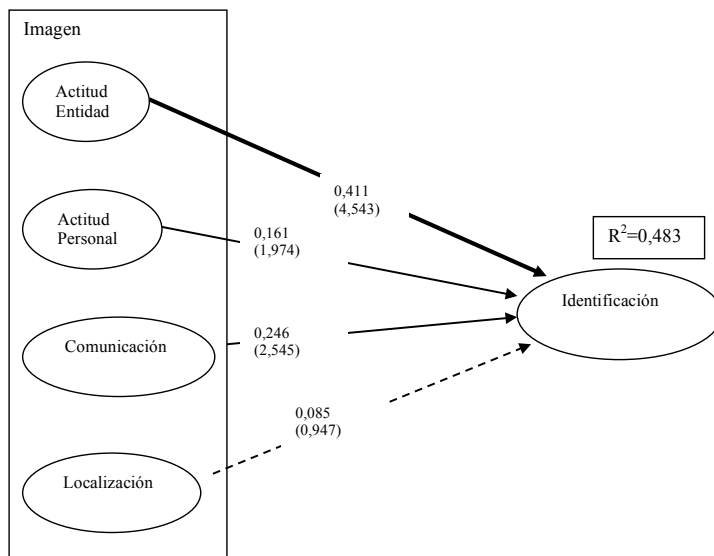 Imagen
Actitud
Entidad
0,411
(4,543)
Actitud
Personal
0,161
(1,974)
R²=0,483
Identificación
Comunicación
0,246
(2,545)
0,085
(0,947)
Localización